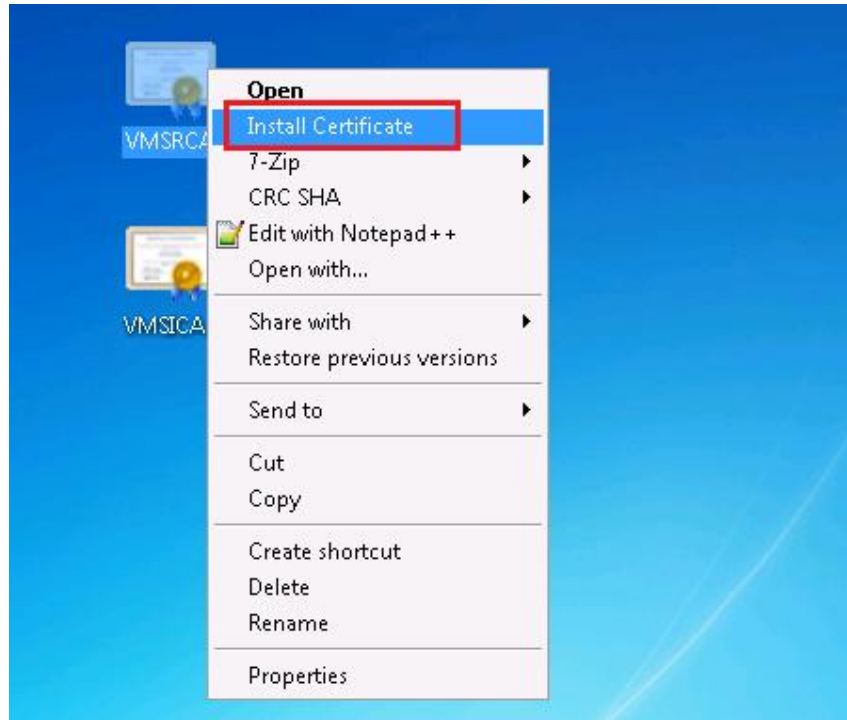 Open
VMSRCA
Install Certificate
7-Zip
CRC SHA
Edit with Notepad++
Open with...
VMSICA
Share with
Restore previous versions
Send to
Cut
Copy
Create shortcut
Delete
Rename
Properties